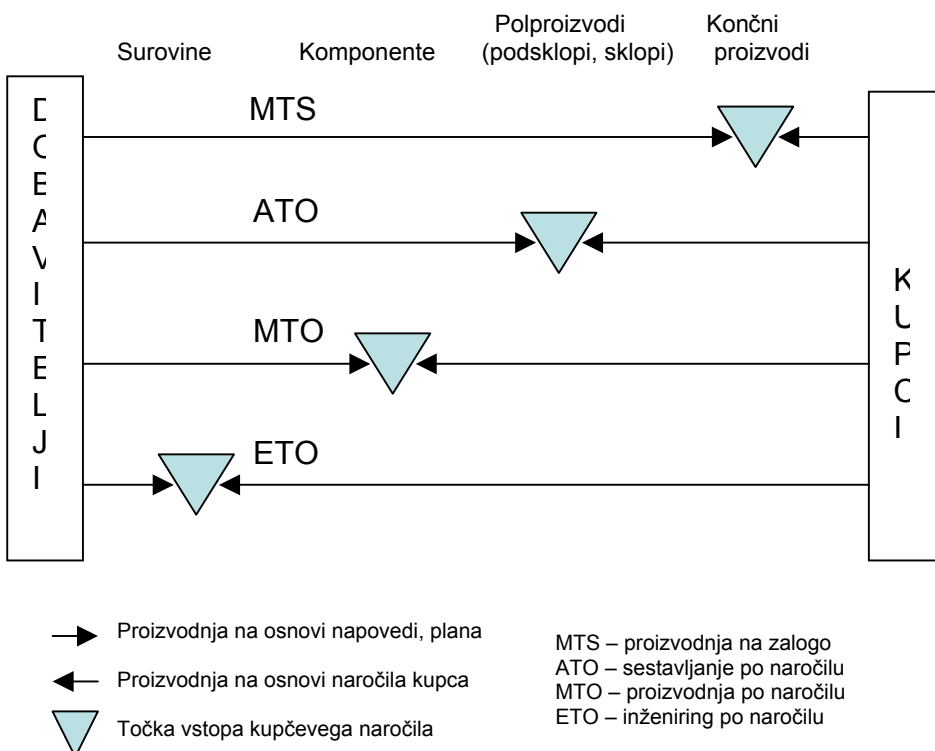 Surovine
Komponente
Polproizvodi
(podsklopi, sklopi)
Končni
proizvodi
DOBAVITELJI
MTS
ATO
MTO
ETO
KUPCI
Proizvodnja na osnovi napovedi, plana
Proizvodnja na osnovi naročila kupca
Točka vstopa kupčevega naročila
MTS – proizvodnja na zalogo
ATO – sestavljanje po naročilu
MTO – proizvodnja po naročilu
ETO – inženiring po naročilu